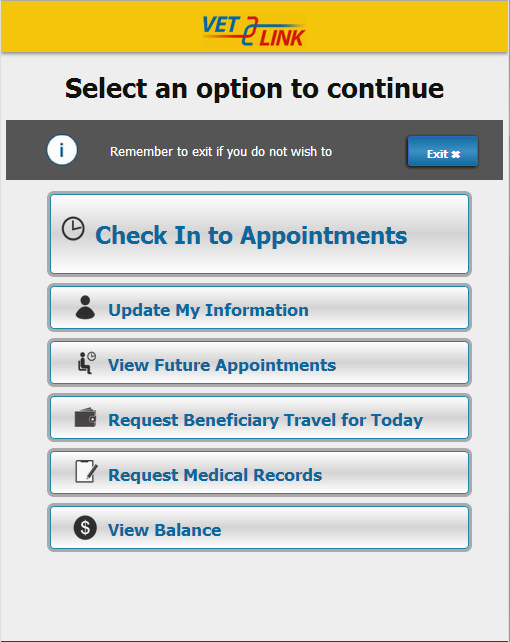 VET LINK
Select an option to continue
i
Remember to exit if you do not wish to
Exit ✖
Check In to Appointments
Update My Information
View Future Appointments
Request Beneficiary Travel for Today
Request Medical Records
$
View Balance